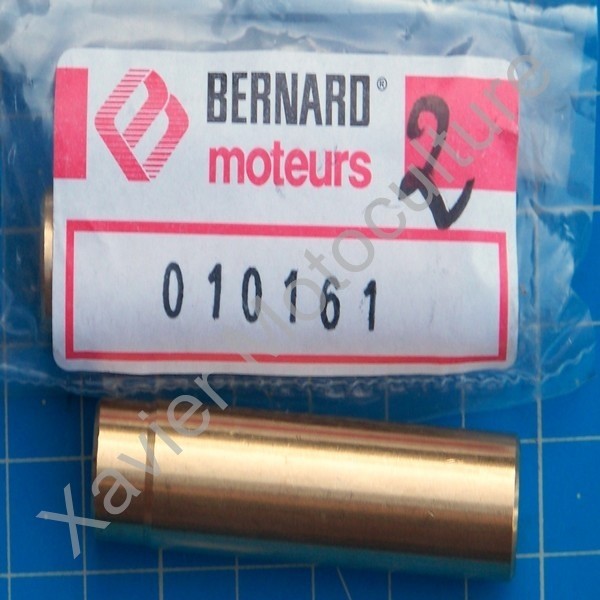 BERNARD®
moteurs
2
010161
Xavier Motoculture